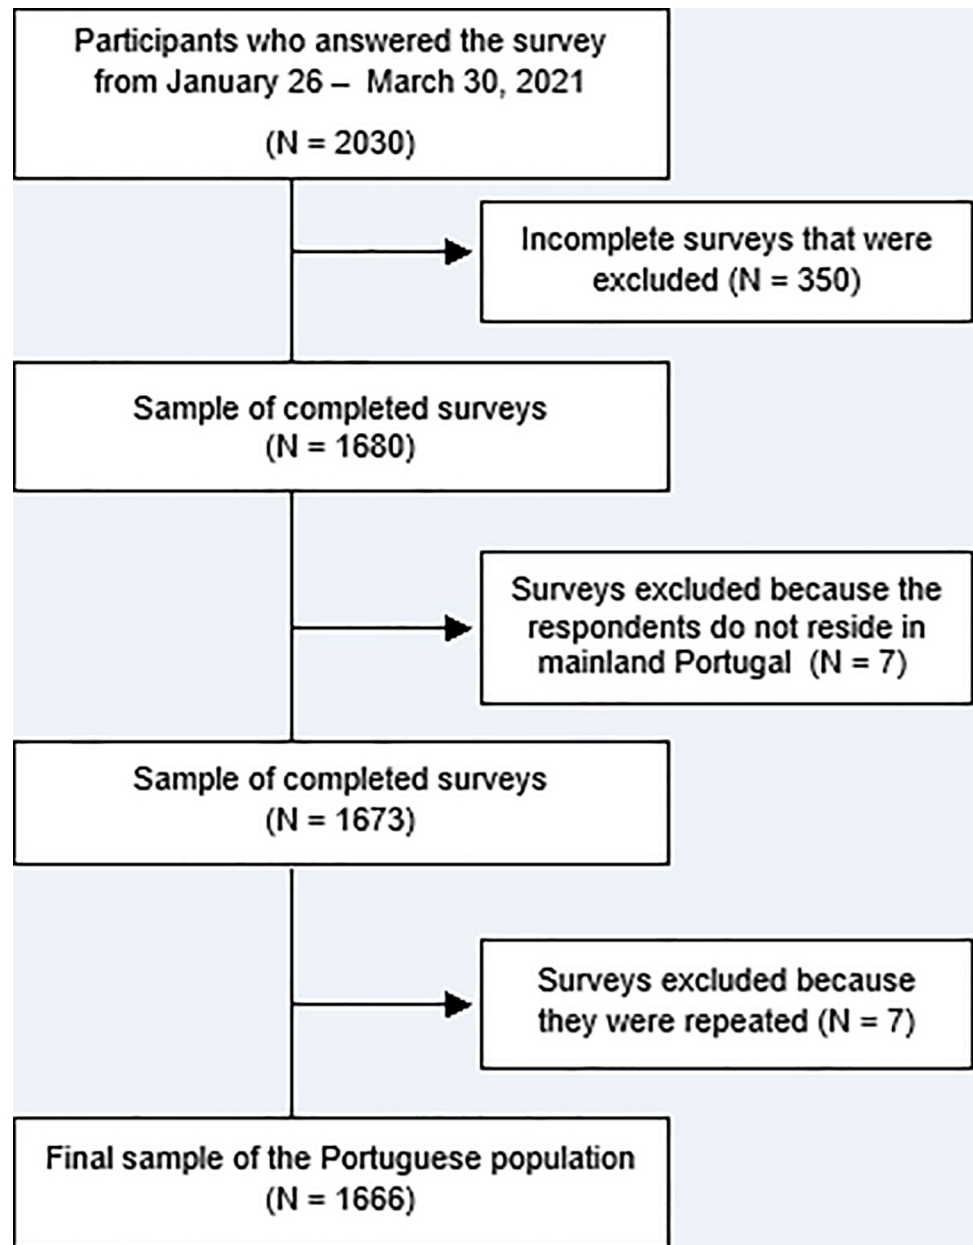 Participants who answered the survey
from January 26 – March 30, 2021
(N = 2030)
Incomplete surveys that were
excluded (N = 350)
Sample of completed surveys
(N = 1680)
Surveys excluded because the
respondents do not reside in
mainland Portugal (N = 7)
Sample of completed surveys
(N = 1673)
Surveys excluded because
they were repeated (N = 7)
Final sample of the Portuguese population
(N = 1666)